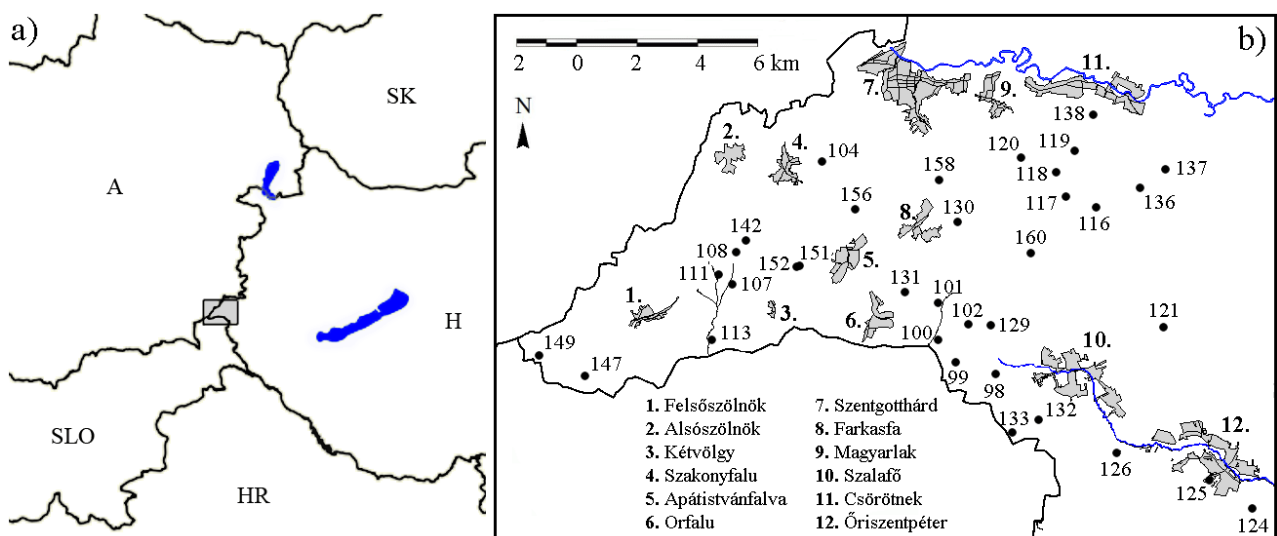 a)
SK
A
H
SLO
HR
b)
2 0 2 6 km
N
11.
7.
9.
138
2.
4.
104
120
119
118
137
158
136
156
117
116
8.
130
142
108
160
152
151
5.
111
107
131
101
1.
3.
102
129
121
6.
100
113
10.
149
99
147
98
132
133
12.
126
125
124
1. Felsőszölnök
2. Alsószölnök
3. Kétvölgy
4. Szakonyfalu
5. Apátistvánfalva
6. Orfalu
7. Szentgotthárd
8. Farkasfa
9. Magyarlak
10. Szalafő
11. Csörötnek
12. Őriszentpéter